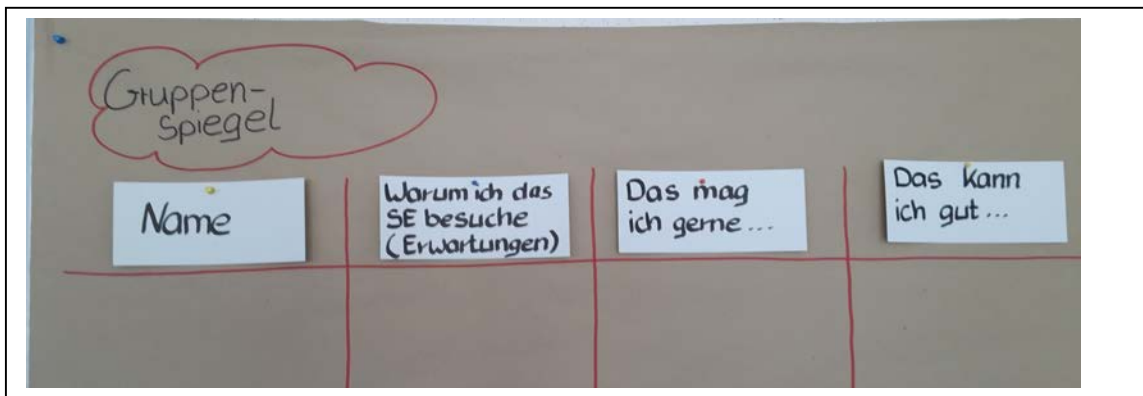 Gruppen-
Spiegel
Name
Warum ich das
SE besuche
(Erwartungen)
Das mag
ich gerne...
Das kann
ich gut...